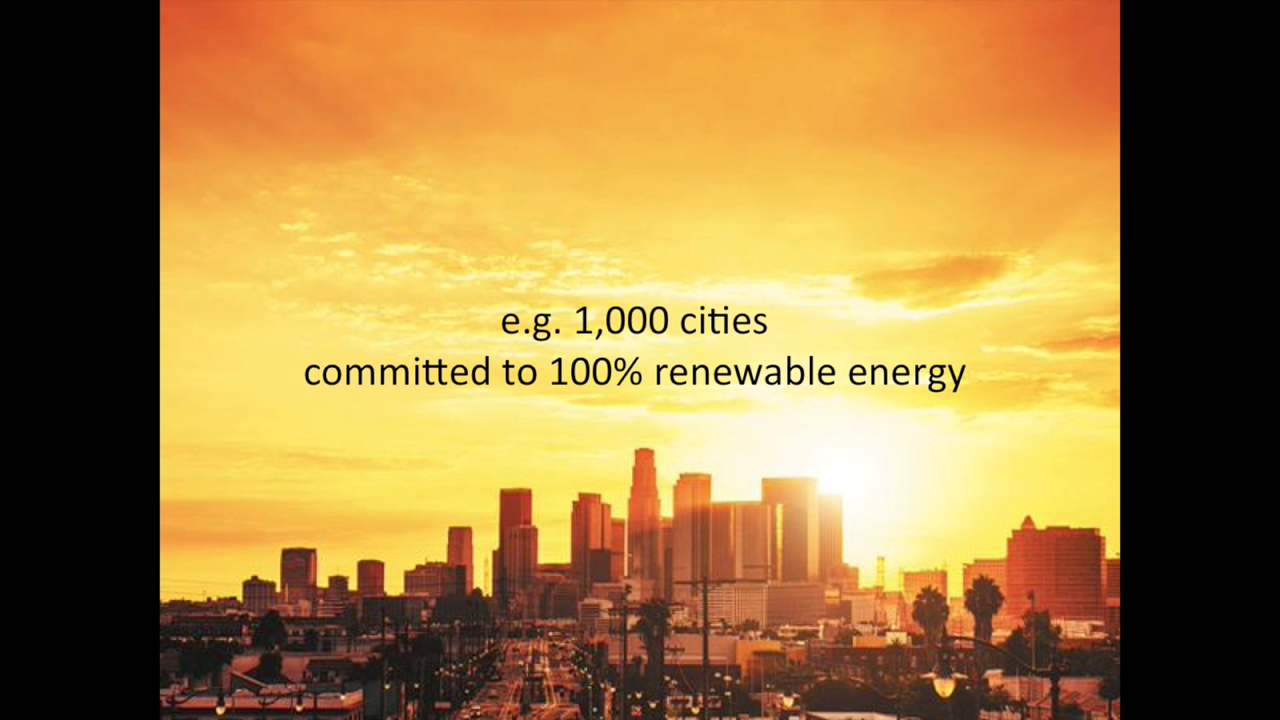 e.g. 1,000 cities
committed to 100% renewable energy